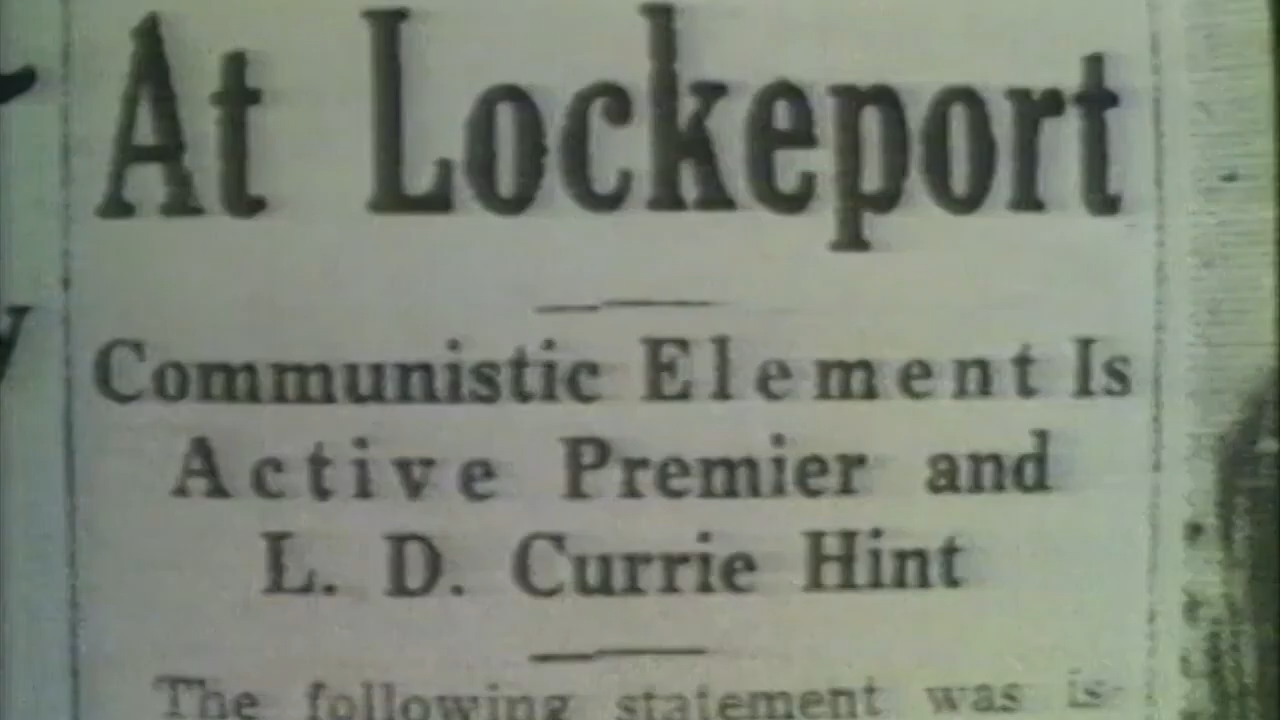 At Lockeport
Communistic Element Is
Active Premier and
L. D. Currie Hint
The following statement was is-